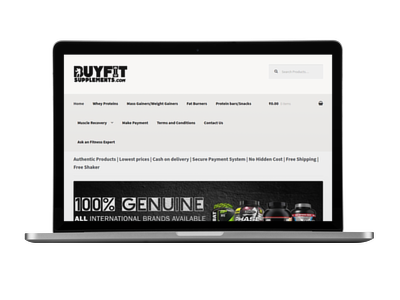 BUYFIT
SUPPLEMENTS.COM
Search Products...
Home Whey Proteins Mass Gainers/Weight Gainers Fat Burners Protein bars/Snacks ₹0.00 0 items
Muscle Recovery Make Payment Terms and Conditions Contact Us
Ask an Fitness Expert
Authentic Products | Lowest prices | Cash on delivery | Secure Payment System | No Hidden Cost | Free Shipping |
Free Shaker
100% GENUINE
ALL INTERNATIONAL BRANDS AVAILABLE